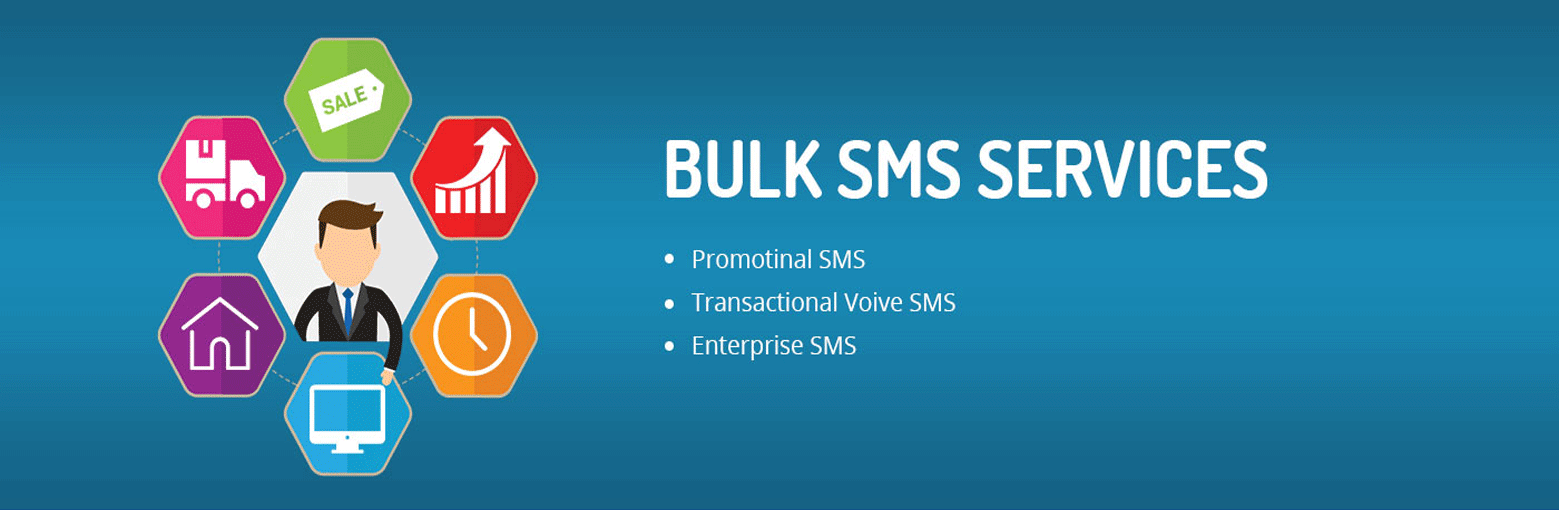 SALE
BULK SMS SERVICES
• Promotinal SMS
• Transactional Voive SMS
• Enterprise SMS